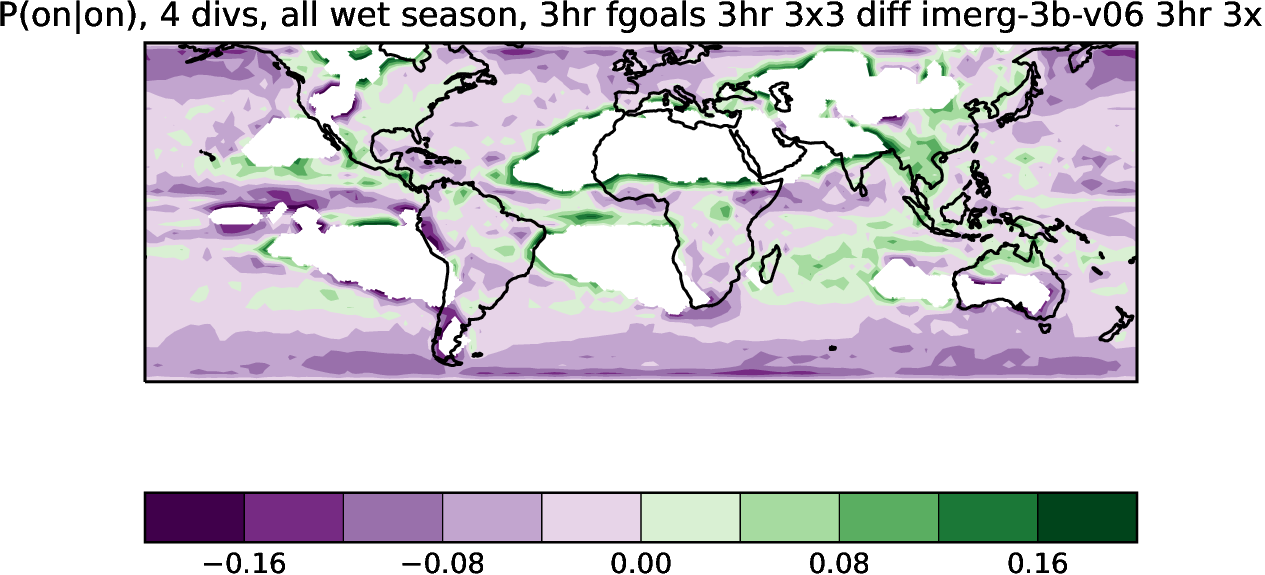 P(on|on), 4 divs, all wet season, 3hr fgoals 3hr 3x3 diff imerg-3b-v06 3hr 3x
−0.16 −0.08 0.00 0.08 0.16